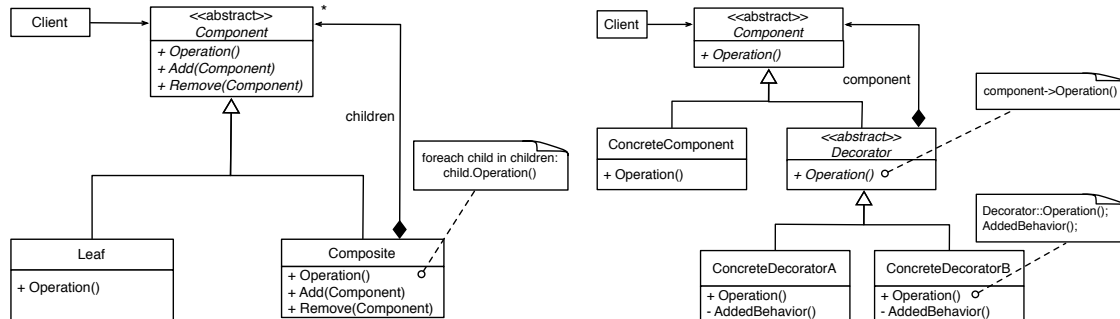 Client
<<abstract>>
Component
+ Operation()
+ Add(Component)
+ Remove(Component)
*
children
foreach child in children:
child.Operation()
Leaf
+ Operation()
Composite
+ Operation()
+ Add(Component)
+ Remove(Component)
Client
<<abstract>>
Component
+ Operation()
component
component->Operation()
ConcreteComponent
+ Operation()
<<abstract>>
Decorator
+ Operation()
Decorator::Operation();
AddedBehavior();
ConcreteDecoratorA
+ Operation()
- AddedBehavior()
ConcreteDecoratorB
+ Operation()
- AddedBehavior()